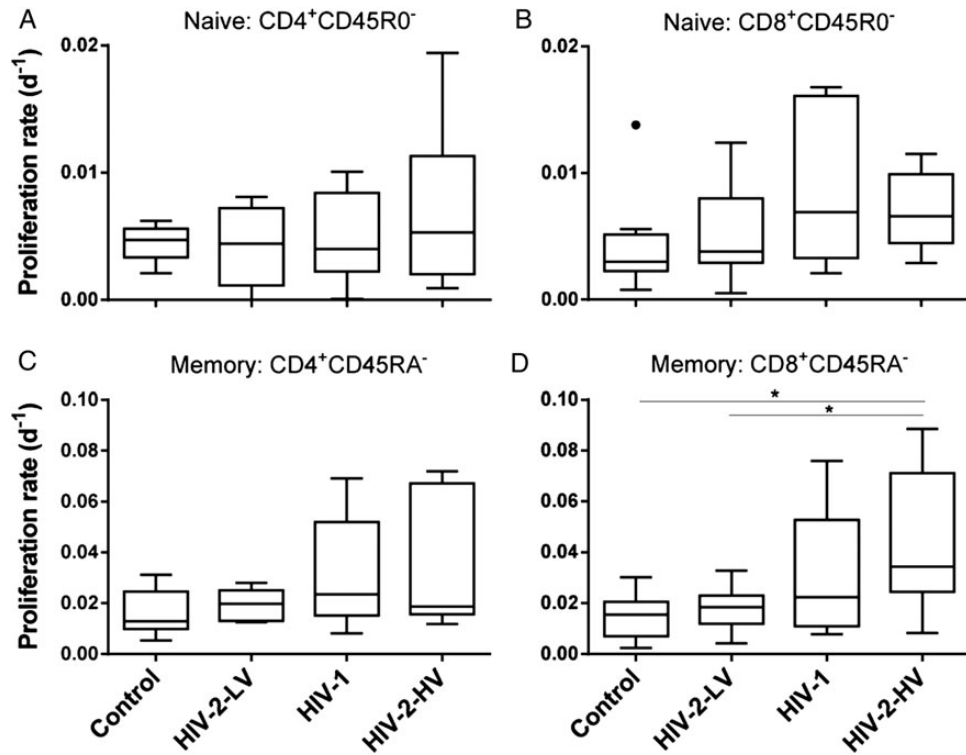 A
Naive: CD4⁺CD45R0⁻
Proliferation rate (d⁻¹)
0.02
0.01
0.00
B
Naive: CD8⁺CD45R0⁻
0.02
0.01
0.00
C
Memory: CD4⁺CD45RA⁻
Proliferation rate (d⁻¹)
0.10
0.08
0.06
0.04
0.02
0.00
Control
HIV-2-LV
HIV-1
HIV-2-HV
D
Memory: CD8⁺CD45RA⁻
*
*
0.10
0.08
0.06
0.04
0.02
0.00
Control
HIV-2-LV
HIV-1
HIV-2-HV